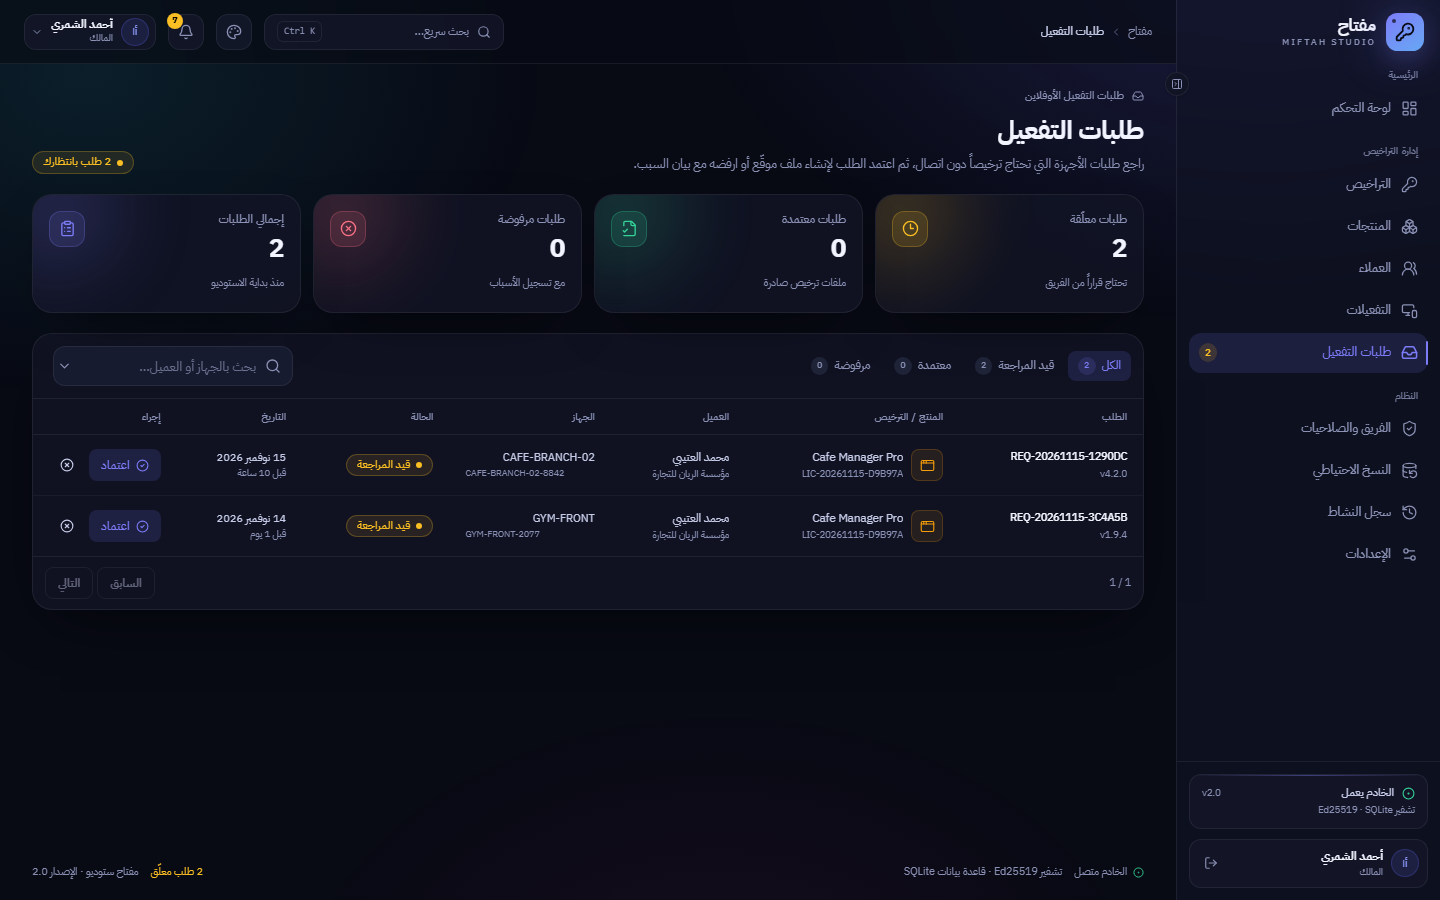 مفتاح
MIFTAH STUDIO
الرئيسية
لوحة التحكم
إدارة التراخيص
التراخيص
المنتجات
العملاء
التفعيلات
طلبات التفعيل
2
النظام
الفريق والصلاحيات
النسخ الاحتياطي
سجل النشاط
الإعدادات
الخادم يعمل
v2.0
تشفير Ed25519 · SQLite
أأ
أحمد الشمري
المالك
مفتاح › طلبات التفعيل
بحث سريع...
Ctrl K
7
أأ
أحمد الشمري
المالك
طلبات التفعيل الأوفلاين
طلبات التفعيل
راجع طلبات الأجهزة التي تحتاج ترخيصاً دون اتصال، ثم اعتمد الطلب لإنشاء ملف موقّع أو ارفضه مع بيان السبب.
2 طلب بانتظارك
طلبات معلّقة
2
تحتاج قراراً من الفريق
طلبات معتمدة
0
ملفات ترخيص صادرة
طلبات مرفوضة
0
مع تسجيل الأسباب
إجمالي الطلبات
2
منذ بداية الاستوديو
الكل 2
قيد المراجعة 2
معتمدة 0
مرفوضة 0
بحث بالجهاز أو العميل...
الطلب المنتج / الترخيص العميل الجهاز الحالة التاريخ إجراء
REQ-20261115-1290DC
v4.2.0
Cafe Manager Pro
LIC-20261115-D9B97A
محمد العتيبي
مؤسسة الريان للتجارة
CAFE-BRANCH-02
CAFE-BRANCH-02-8842
قيد المراجعة
15 نوفمبر 2026
قبل 10 ساعة
اعتماد
REQ-20261115-3C4A5B
v1.9.4
Cafe Manager Pro
LIC-20261115-D9B97A
محمد العتيبي
مؤسسة الريان للتجارة
GYM-FRONT
GYM-FRONT-2077
قيد المراجعة
14 نوفمبر 2026
قبل 1 يوم
اعتماد
1 / 1
السابق
التالي
الخادم متصل
تشفير Ed25519 · قاعدة بيانات SQLite
2 طلب معلّق
مفتاح ستوديو · الإصدار 2.0